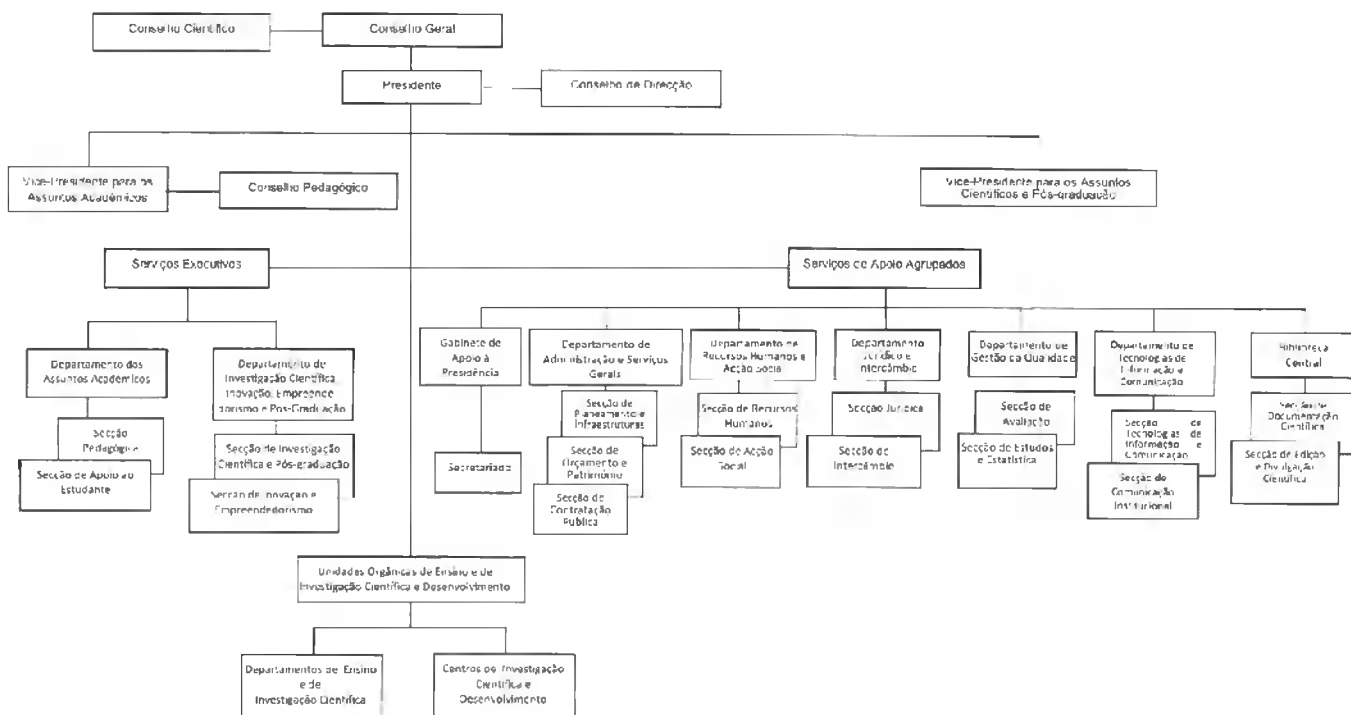 Conselho Científico
Conselho Geral
Presidente
Conselho de Direcção
Vice-Presidente para os
Assuntos Académicos
Conselho Pedagógico
Vice-Presidente para os Assuntos
Científicos e Pós-graduação
Serviços Executivos
Serviços de Apoio Agrupados
Departamento dos
Assuntos Académicos
Departamento de
Investigação Científica
Inovação, Empreende
dorismo e Pos-Graduação
Gabinete de
Apoio à
Presidência
Departamento de
Administração e Serviços
Gerais
Departamento de
Recursos Humanos e
Acção Social
Departamento
Jurídico e
Intercâmbio
Departamento de
Gestão da Qualidade
Departamento de
Tecnologias de
Informação e
Comunicação
Biblioteca
Central
Secção
Pedagógica
Secção de Apoio ao
Estudante
Secção de Investigação
Científica e Pós-graduação
Secção de Inovação e
Empreendedorismo
Secretariado
Secção de
Planeamento e
Infraestruturas
Secção de
Orçamento e
Património
Secção de
Contratação
Publica
Secção de Recursos
Humanos
Secção de Acção
Social
Secção Jurídica
Secção de
Intercâmbio
Secção de
Avaliação
Secção de Estudos
e Estatística
Secção de
Tecnologias de
Informação e
Comunicação
Secção de
Comunicação
Institucional
Secção de
Documentação
Científica
Secção de Edição
e Divulgação
Científica
Unidades Orgânicas de Ensino e de
Investigação Científica e Desenvolvimento
Departamentos de Ensino
e de
Investigação Científica
Centros de Investigação
Científica e
Desenvolvimento